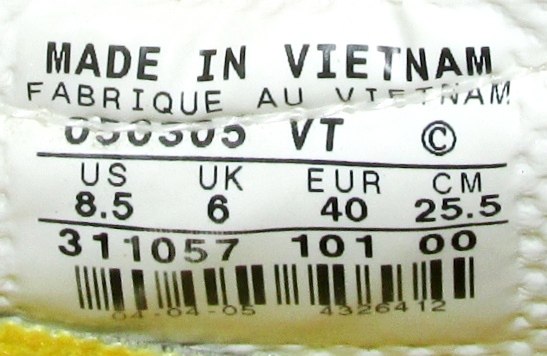 MADE IN VIETNAM
FABRIQUE AU VIETNAM
050305 VT ©
US UK EUR CM
8.5 6 40 25.5
311057 101 00
04-04-05 4326412